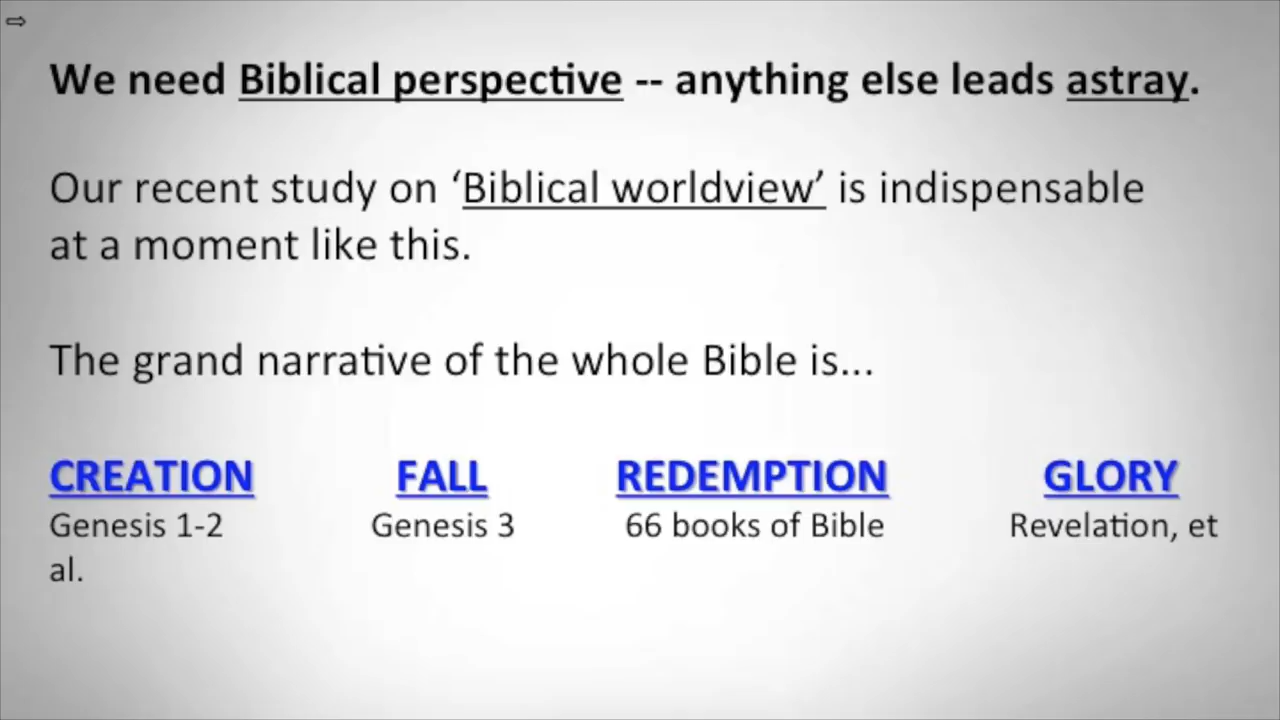 ⇨
We need Biblical perspective -- anything else leads astray.
Our recent study on ‘Biblical worldview’ is indispensable
at a moment like this.
The grand narrative of the whole Bible is...
CREATION FALL REDEMPTION GLORY
Genesis 1-2 Genesis 3 66 books of Bible Revelation, et
al.